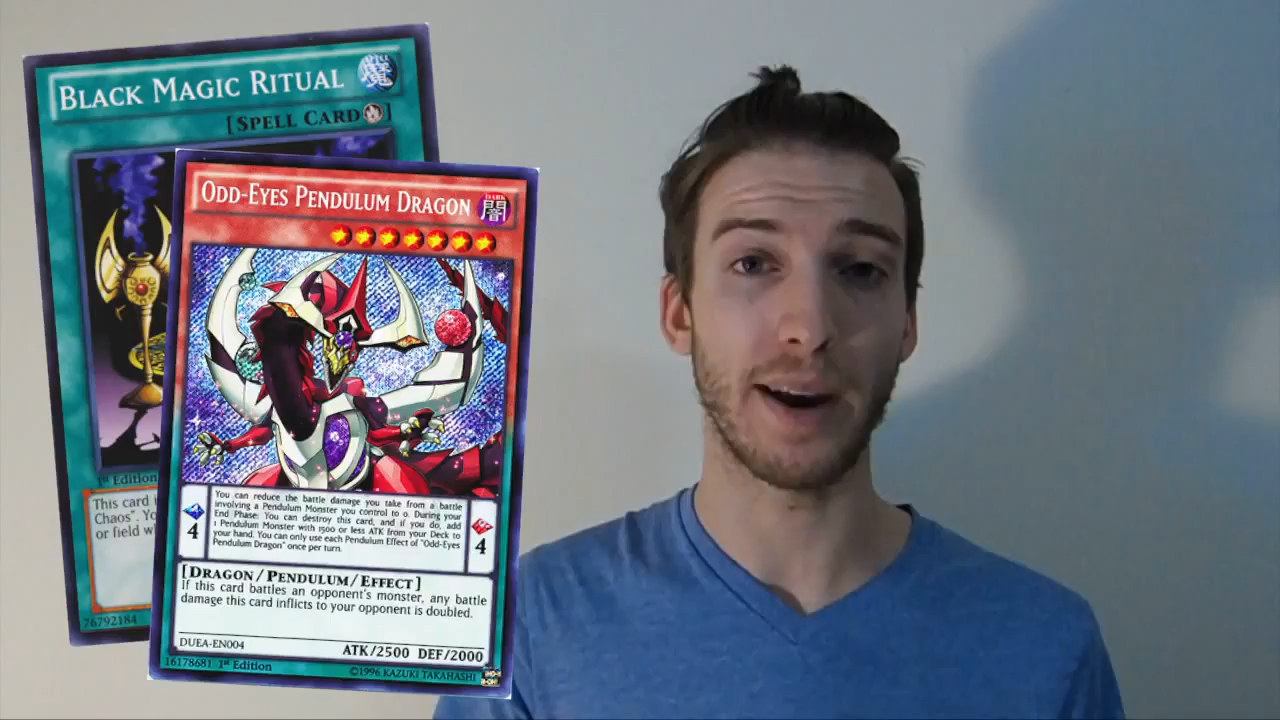 BLACK MAGIC RITUAL
魔
[SPELL CARD]
1st Edition
This card
Chaos". Yo
or field w
76792184
ODD-EYES PENDULUM DRAGON
DARK
闇
You can reduce the battle damage you take from a battle
involving a Pendulum Monster you control to 0. During your
End Phase: You can destroy this card, and if you do, add
1 Pendulum Monster with 1500 or less ATK from your Deck to
your hand. You can only use each Pendulum Effect of "Odd-Eyes
Pendulum Dragon" once per turn.
4
4
[DRAGON/PENDULUM/EFFECT]
If this card battles an opponent's monster, any battle
damage this card inflicts to your opponent is doubled.
DUEA-EN004
ATK/2500 DEF/2000
16178681 1st Edition
©1996 KAZUKI TAKAHASHI